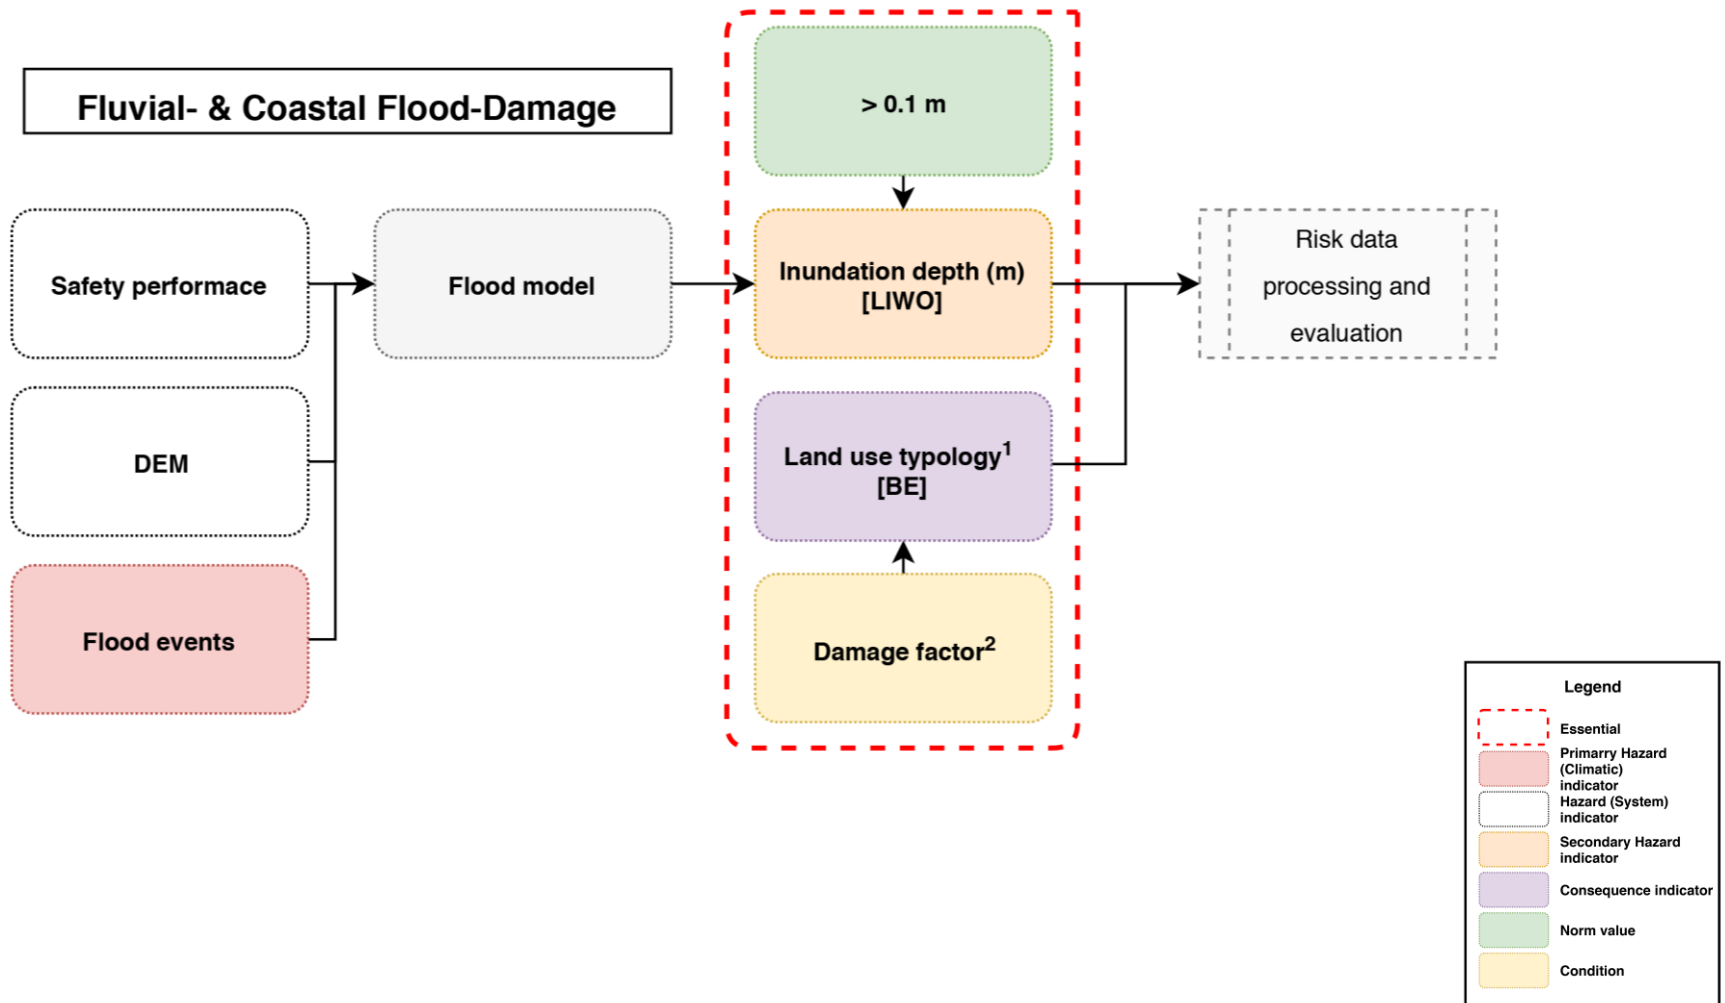 Fluvial- & Coastal Flood-Damage
> 0.1 m
Safety performace
Flood model
Inundation depth (m)
[LIWO]
Risk data
processing and
evaluation
DEM
Land use typology1
[BE]
Flood events
Damage factor2
Legend
Essential
Primarry Hazard
(Climatic)
indicator
Hazard (System)
indicator
Secondary Hazard
indicator
Consequence indicator
Norm value
Condition